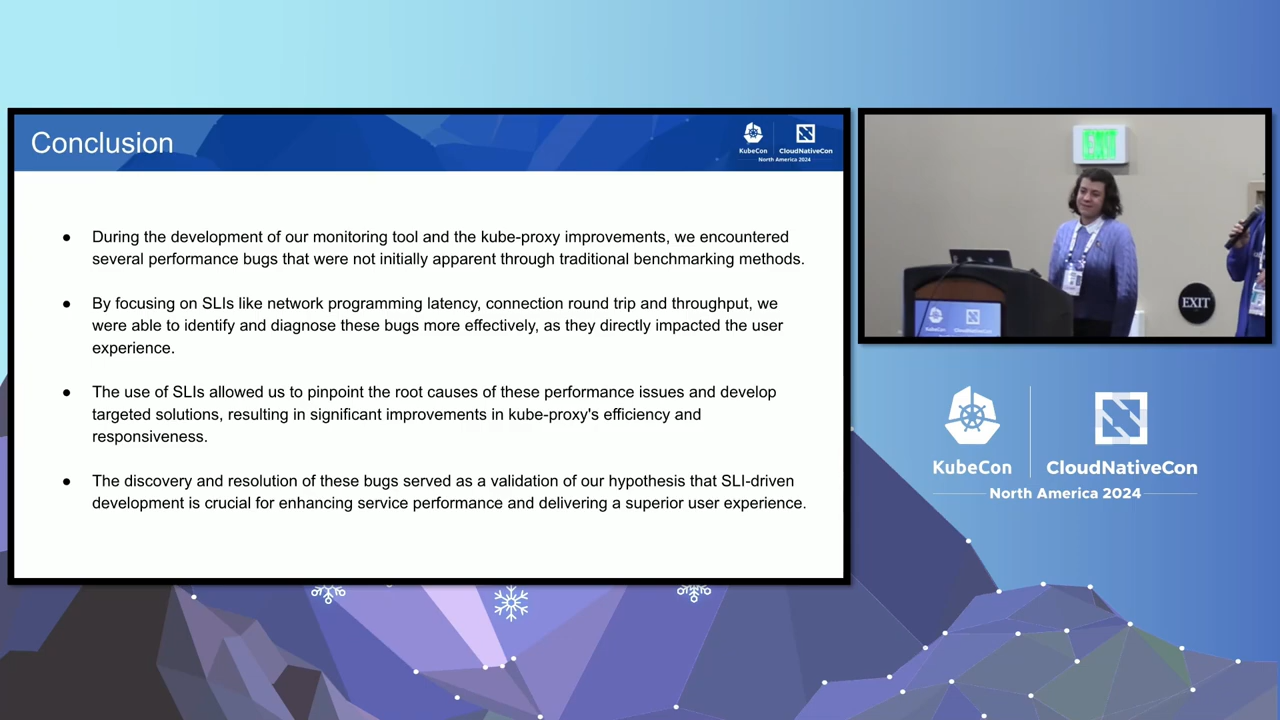 Conclusion
KubeCon
CloudNativeCon
North America 2024
● During the development of our monitoring tool and the kube-proxy improvements, we encountered
several performance bugs that were not initially apparent through traditional benchmarking methods.
● By focusing on SLIs like network programming latency, connection round trip and throughput, we
were able to identify and diagnose these bugs more effectively, as they directly impacted the user
experience.
● The use of SLIs allowed us to pinpoint the root causes of these performance issues and develop
targeted solutions, resulting in significant improvements in kube-proxy's efficiency and
responsiveness.
● The discovery and resolution of these bugs served as a validation of our hypothesis that SLI-driven
development is crucial for enhancing service performance and delivering a superior user experience.
EXIT
EXIT
KubeCon
CloudNativeCon
North America 2024